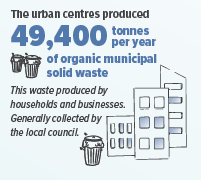 The urban centres produced
49,400 tonnes
per year
of organic municipal
solid waste
This waste produced by
households and businesses.
Generally collected by
the local council.